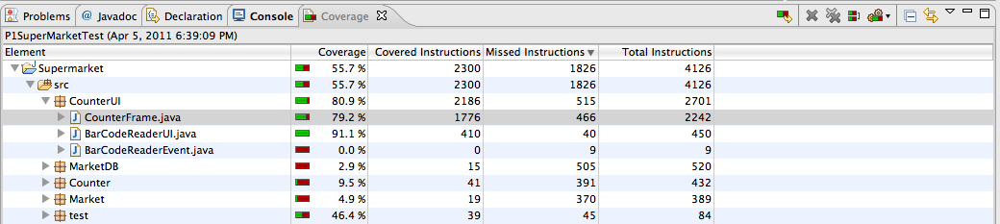 Problems @ Javadoc Declaration Console Coverage
P1SuperMarketTest (Apr 5, 2011 6:39:09 PM)
Element Coverage Covered Instructions Missed Instructions Total Instructions
Supermarket 55.7 % 2300 1826 4126
src 55.7 % 2300 1826 4126
CounterUI 80.9 % 2186 515 2701
CounterFrame.java 79.2 % 1776 466 2242
BarCodeReaderUI.java 91.1 % 410 40 450
BarCodeReaderEvent.java 0.0 % 0 9 9
MarketDB 2.9 % 15 505 520
Counter 9.5 % 41 391 432
Market 4.9 % 19 370 389
test 46.4 % 39 45 84